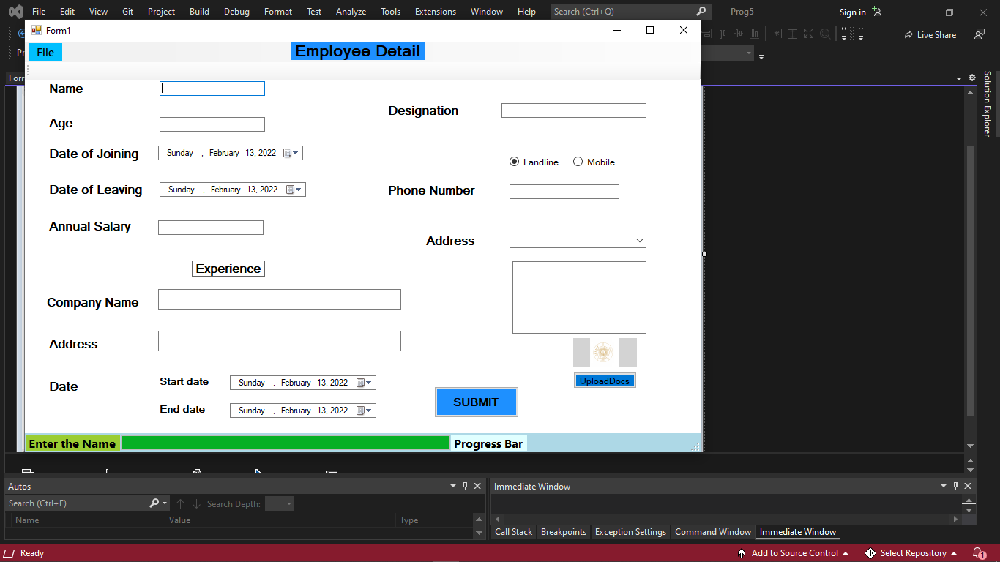 File Edit View Git Project Build Debug Format Test Analyze Tools Extensions Window Help Search (Ctrl+Q) Prog5 Sign in
Form1
Live Share
File
Employee Detail
Pr
Form
Solution Explorer
Name
Designation
Age
Date of Joining Sunday , February 13, 2022
Landline Mobile
Date of Leaving Sunday , February 13, 2022
Phone Number
Annual Salary
Address
Experience
Company Name
Address
UploadDocs
Date
Start date Sunday , February 13, 2022
SUBMIT
End date Sunday , February 13, 2022
Enter the Name Progress Bar
Autos
Immediate Window
Search (Ctrl+E) Search Depth:
Name Value Type
Call Stack Breakpoints Exception Settings Command Window Immediate Window
Ready Add to Source Control Select Repository 1